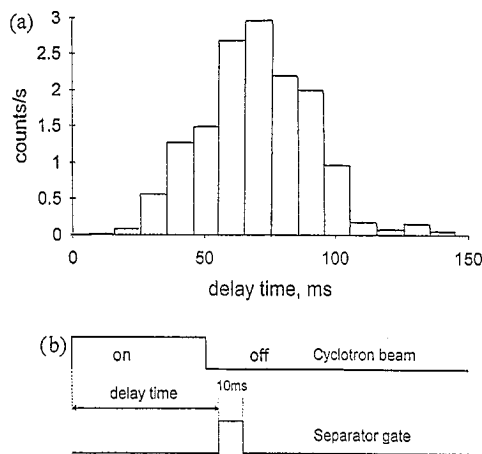 (a)
3
2.5
2
1.5
1
0.5
0
counts/s
0 50 100 150
delay time, ms
(b)
on off Cyclotron beam
delay time 10ms
Separator gate